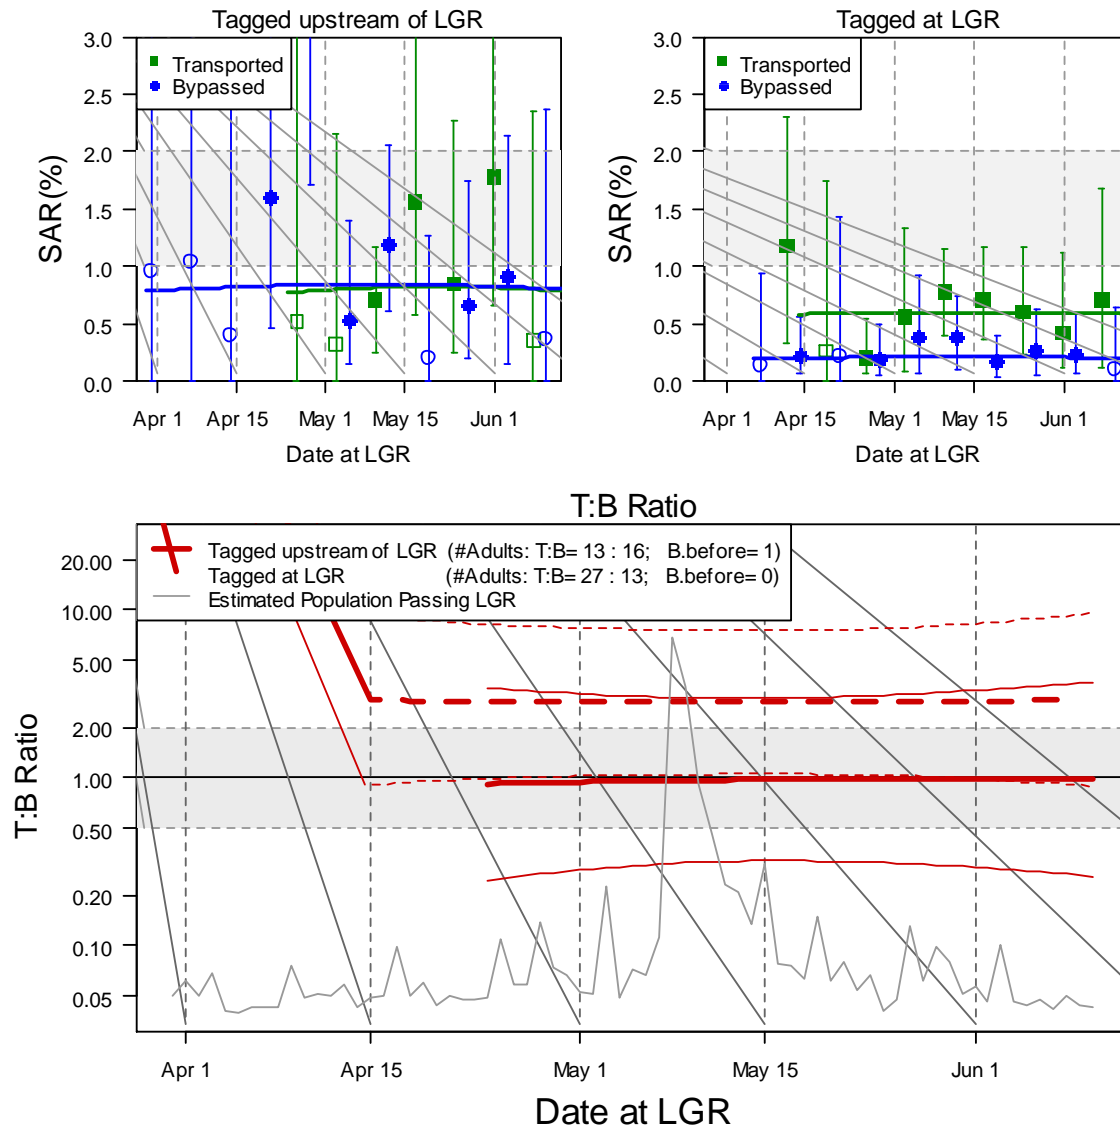 Tagged upstream of LGR
3.0
2.5
2.0
1.5
1.0
0.5
0.0
SAR(%)
Transported
Bypassed
Apr 1 Apr 15 May 1 May 15 Jun 1
Date at LGR
Tagged at LGR
3.0
2.5
2.0
1.5
1.0
0.5
0.0
SAR(%)
Transported
Bypassed
Apr 1 Apr 15 May 1 May 15 Jun 1
Date at LGR
T:B Ratio
Tagged upstream of LGR (#Adults: T:B= 13 : 16; B.before= 1)
Tagged at LGR (#Adults: T:B= 27 : 13; B.before= 0)
Estimated Population Passing LGR
20.00
10.00
5.00
2.00
1.00
0.50
0.20
0.10
0.05
T:B Ratio
Apr 1 Apr 15 May 1 May 15 Jun 1
Date at LGR